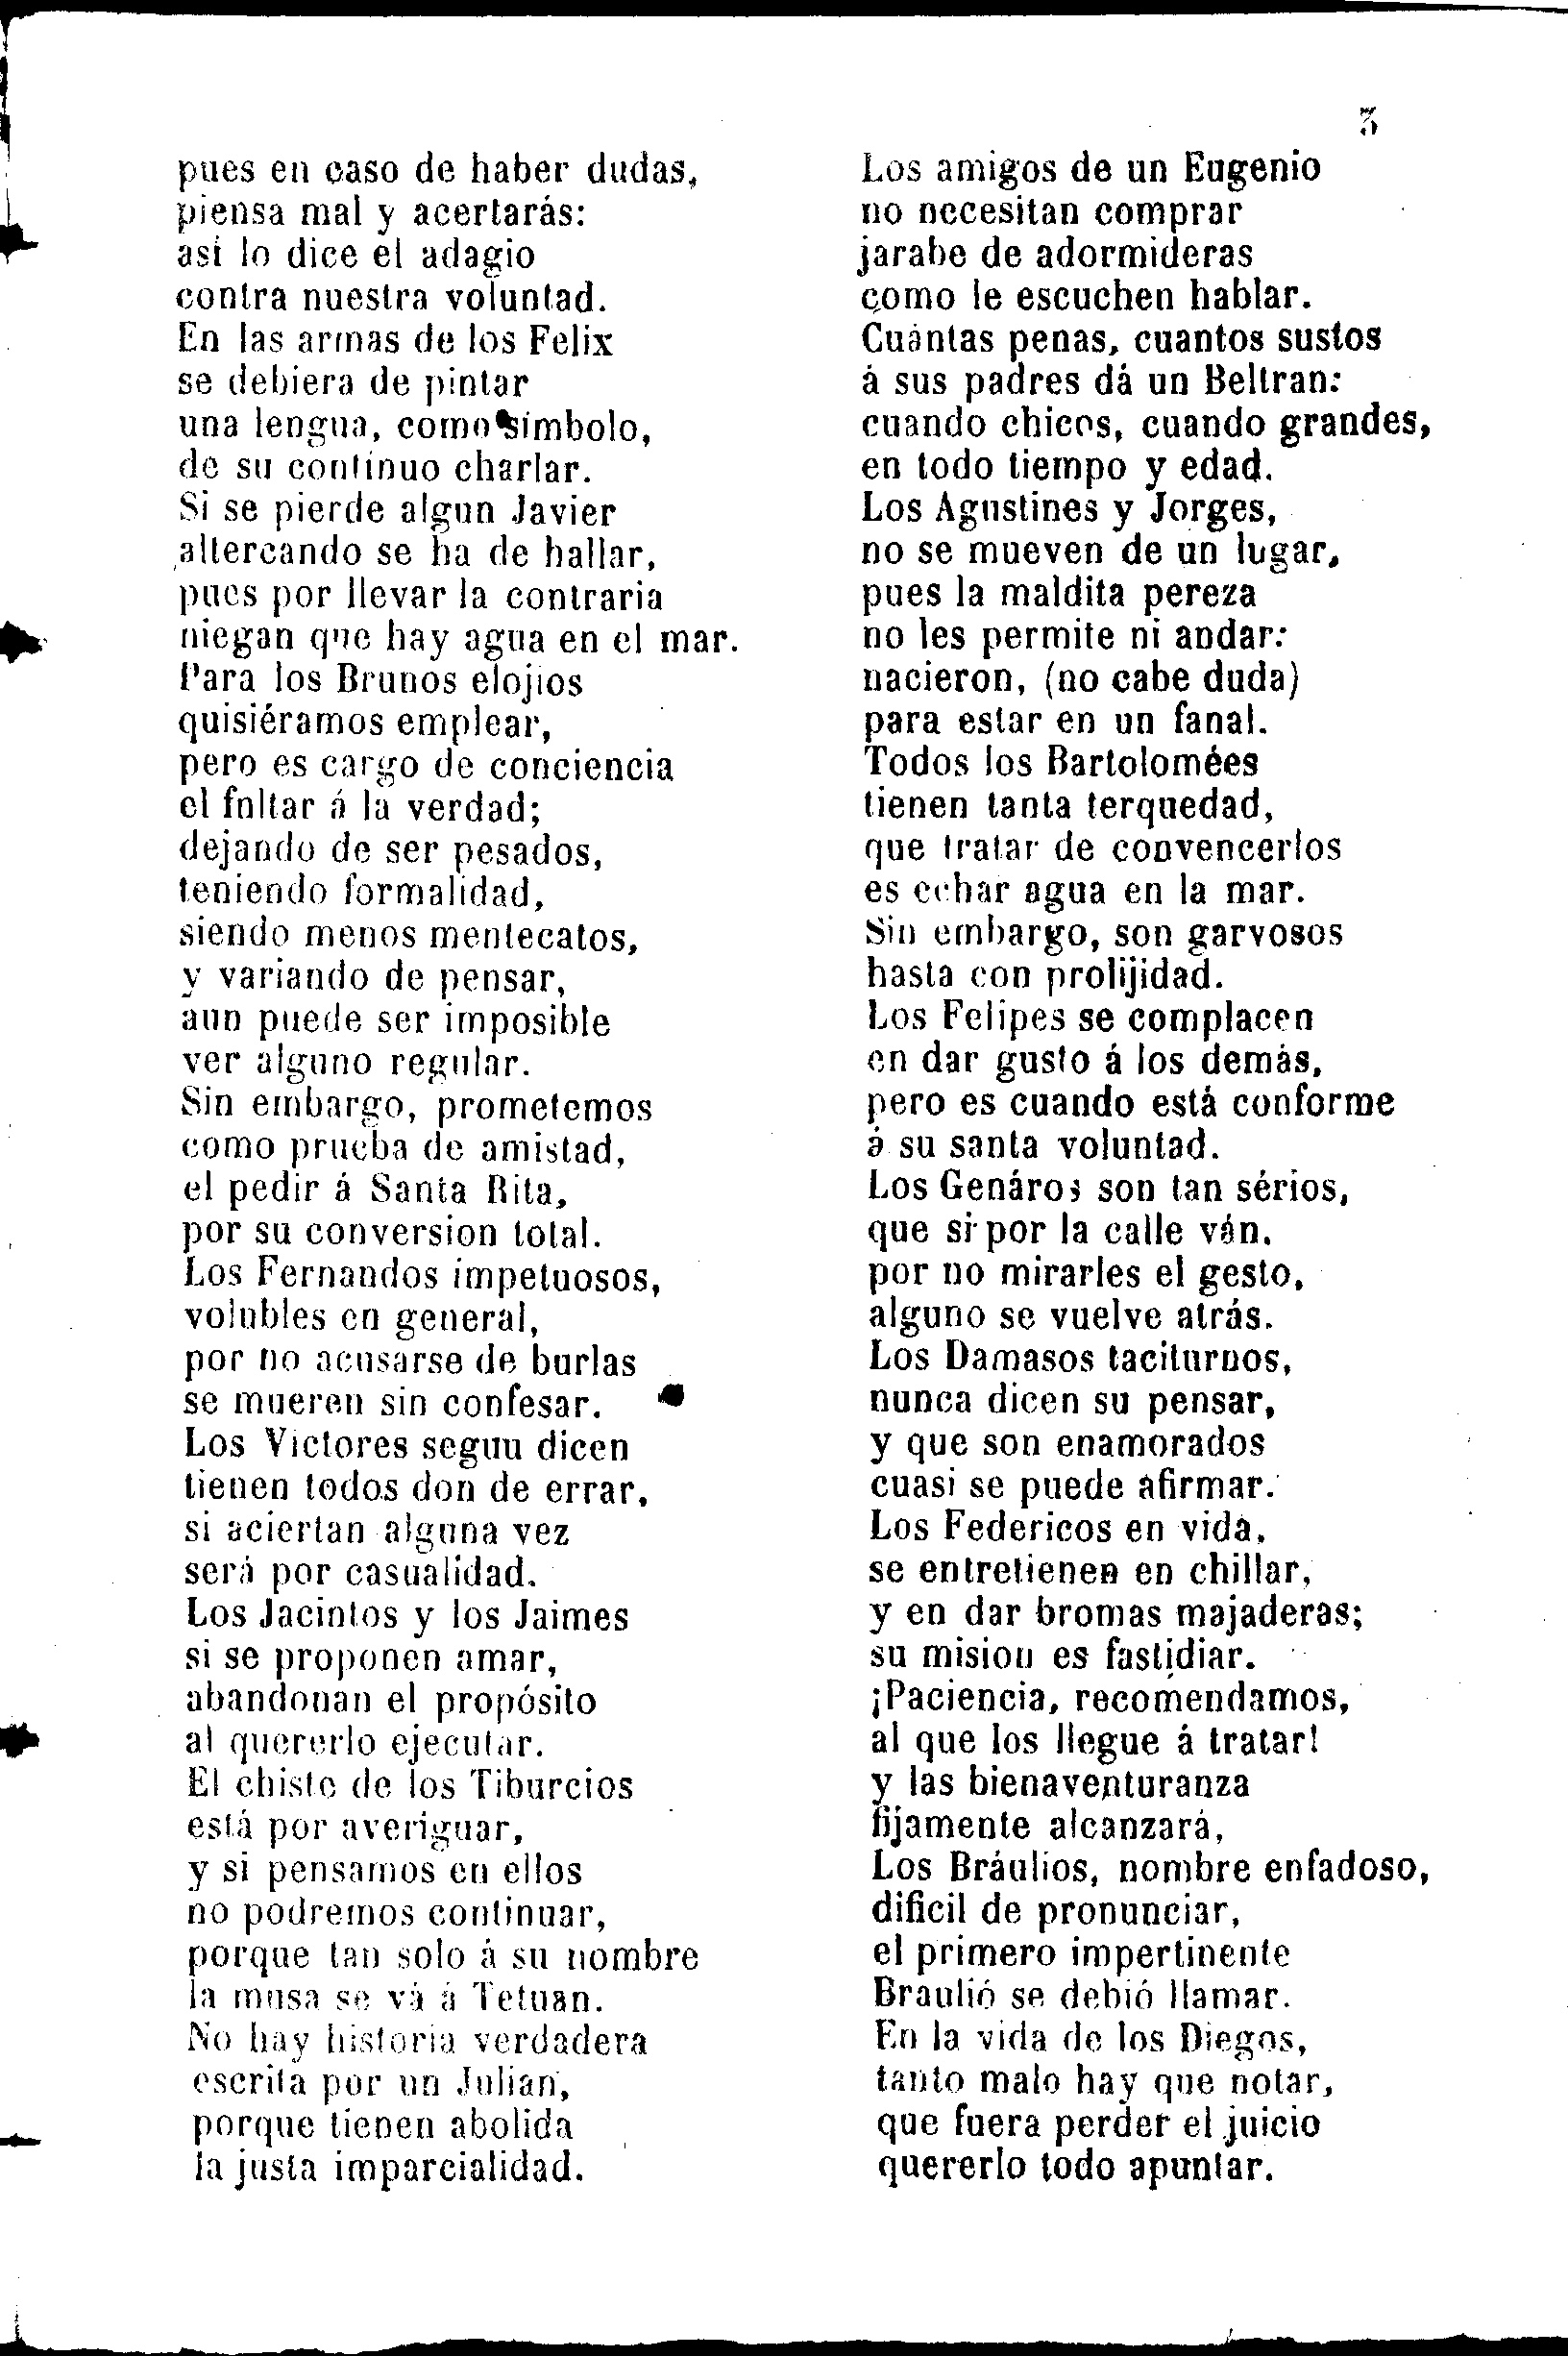 3
pues en caso de haber dudas,
piensa mal y acertarás:
asi lo dice el adagio
contra nuestra voluntad.
En las armas de los Felix
se debiera de pintar
una lengua, como simbolo,
de su contínuo charlar.
Si se pierde algun Javier
altercando se ha de hallar,
pues por llevar la contraria
niegan que hay agua en el mar.
Para los Brunos elojios
quisiéramos emplear,
pero es cargo de conciencia
el faltar á la verdad;
dejando de ser pesados,
teniendo formalidad,
siendo menos mentecatos,
y variando de pensar,
aun puede ser imposible
ver alguno regular.
Sin embargo, prometemos
como prueba de amistad,
el pedir á Santa Rita,
por su conversion total.
Los Fernandos impetuosos,
volubles en general,
por no acusarse de burlas
se mueren sin confesar.
Los Victores seguu dicen
tienen todos don de errar,
si aciertan alguna vez
será por casualidad.
Los Jacintos y los Jaimes
si se proponen amar,
abandonan el propósito
al quererlo ejecutar.
El chiste de los Tiburcios
está por averiguar,
y si pensamos en ellos
no podremos continuar,
porque tan solo á su nombre
la musa se vá á Tetuan.
No hay historia verdadera
escrita por un Julian,
porque tienen abolida
la justa imparcialidad.
Los amigos de un Eugenio
no necesitan comprar
jarabe de adormideras
como le escuchen hablar.
Cuántas penas, cuantos sustos
á sus padres dá un Beltran:
cuando chicos, cuando grandes,
en todo tiempo y edad.
Los Agustines y Jorges,
no se mueven de un lugar,
pues la maldita pereza
no les permite ni andar:
nacieron, (no cabe duda)
para estar en un fanal.
Todos los Bartolomées
tienen tanta terquedad,
que tratar de convencerlos
es echar agua en la mar.
Sin embargo, son garvosos
hasta con prolijidad.
Los Felipes se complacen
en dar gusto á los demás,
pero es cuando está conforme
á su santa voluntad.
Los Genáros son tan sérios,
que si por la calle ván,
por no mirarles el gesto,
alguno se vuelve atrás.
Los Damasos taciturnos,
nunca dicen su pensar,
y que son enamorados
cuasi se puede afirmar.
Los Federicos en vida,
se entretienen en chillar,
y en dar bromas majaderas;
su mision es fastidiar.
¡Paciencia, recomendamos,
al que los llegue á tratar!
y las bienaventuranza
fijamente alcanzará,
Los Bráulios, nombre enfadoso,
dificil de pronunciar,
el primero impertinente
Braulió se debió llamar.
En la vida de los Diegos,
tanto malo hay que notar,
que fuera perder el juicio
quererlo todo apuntar.